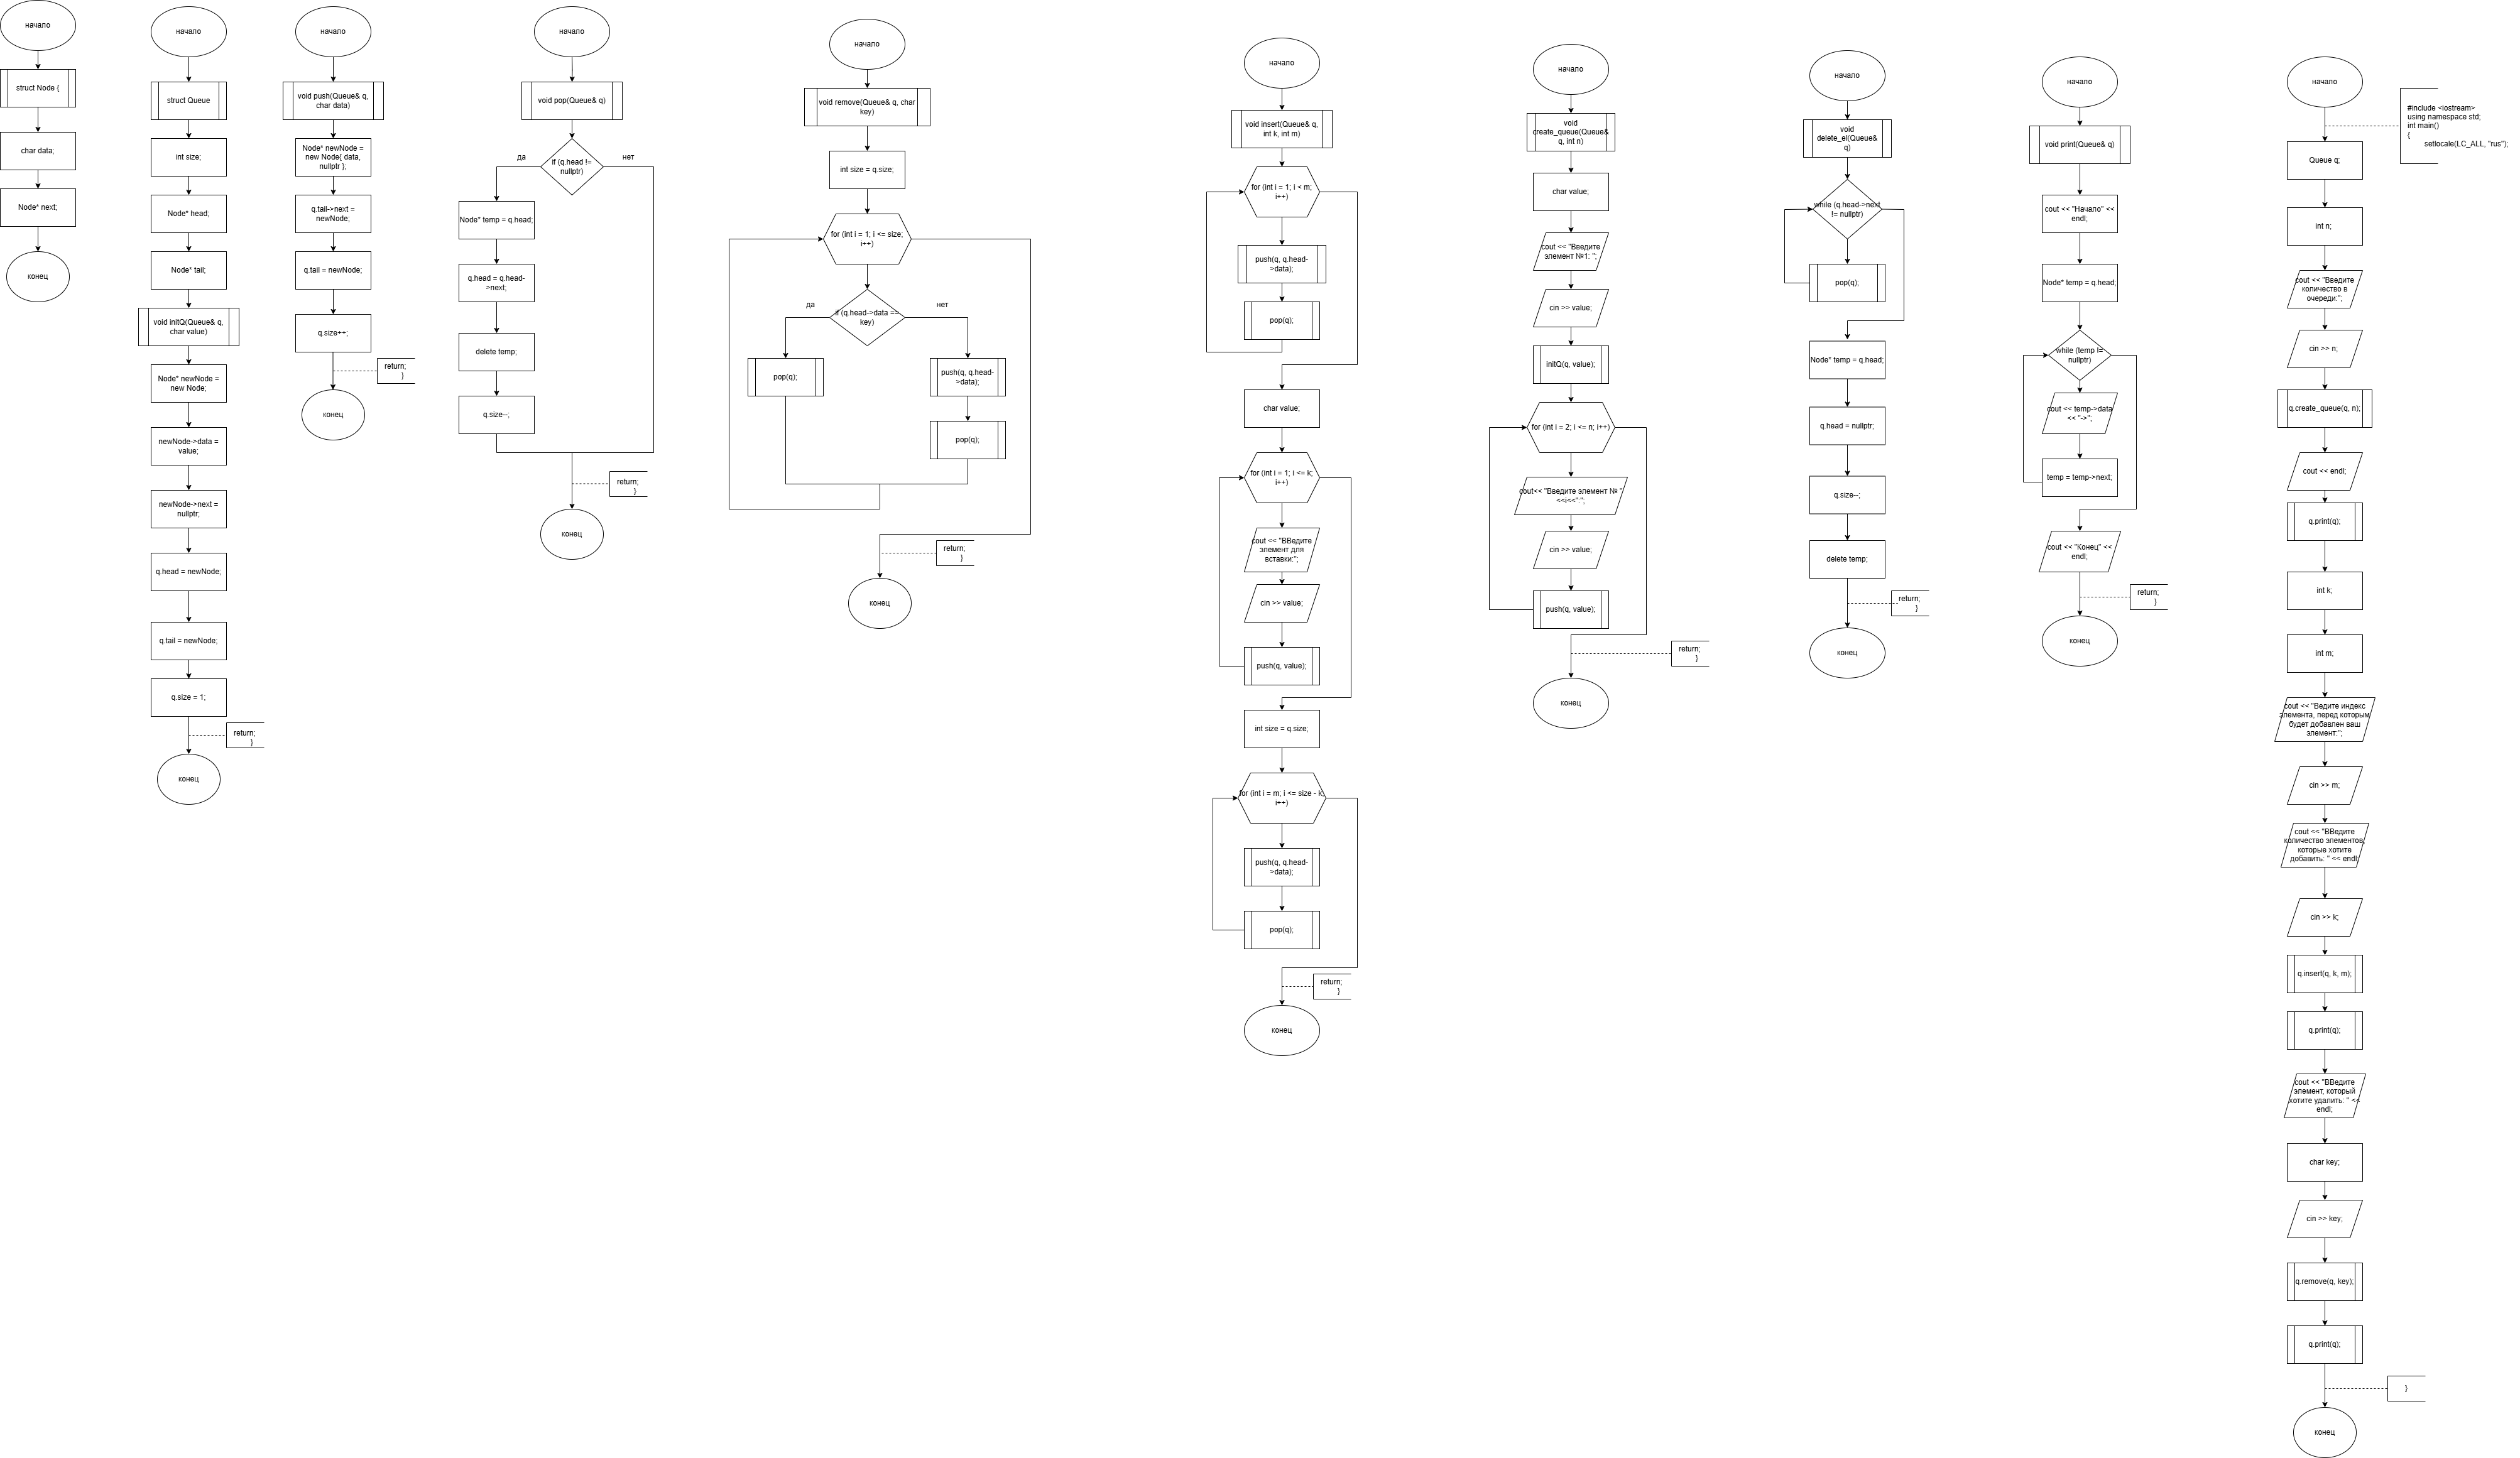 начало
struct Node {
char data;
Node* next;
конец
начало
struct Queue
int size;
Node* head;
Node* tail;
void initQ(Queue& q,
char value)
Node* newNode =
new Node;
newNode->data =
value;
newNode->next =
nullptr;
q.head = newNode;
q.tail = newNode;
q.size = 1;
return;
}
конец
начало
void push(Queue& q,
char data)
Node* newNode =
new Node{ data,
nullptr };
q.tail->next =
newNode;
q.tail = newNode;
q.size++;
return;
}
конец
начало
void pop(Queue& q)
if (q.head !=
nullptr)
да
нет
Node* temp = q.head;
q.head = q.head-
>next;
delete temp;
q.size--;
return;
}
конец
начало
void remove(Queue& q, char
key)
int size = q.size;
for (int i = 1; i <= size;
i++)
if (q.head->data ==
key)
да
нет
pop(q);
push(q, q.head-
>data);
pop(q);
return;
}
конец
начало
void insert(Queue& q,
int k, int m)
for (int i = 1; i < m;
i++)
push(q, q.head-
>data);
pop(q);
char value;
for (int i = 1; i <= k;
i++)
cout << "ВВедите
элемент для
вставки:";
cin >> value;
push(q, value);
int size = q.size;
for (int i = m; i <= size - k;
i++)
push(q, q.head-
>data);
pop(q);
return;
}
конец
начало
void
create_queue(Queue&
q, int n)
char value;
cout << "Введите
элемент №1: ";
cin >> value;
initQ(q, value);
for (int i = 2; i <= n; i++)
cout<< "Введите элемент № "
<<i<<":";
cin >> value;
push(q, value);
return;
}
конец
начало
void
delete_el(Queue&
q)
while (q.head->next
!= nullptr)
pop(q);
Node* temp = q.head;
q.head = nullptr;
q.size--;
delete temp;
return;
}
конец
начало
void print(Queue& q)
cout << "Начало" <<
endl;
Node* temp = q.head;
while (temp !=
nullptr)
cout << temp->data
<< "->";
temp = temp->next;
cout << "Конец" <<
endl;
return;
}
конец
начало
#include <iostream>
using namespace std;
int main()
{
setlocale(LC_ALL, "rus");
Queue q;
int n;
cout << "Введите
количество в
очереди:";
cin >> n;
q.create_queue(q, n);
cout << endl;
q.print(q);
int k;
int m;
cout << "Ведите индекс
элемента, перед которым
будет добавлен ваш
элемент:";
cin >> m;
cout << "ВВедите
количество элементов,
которые хотите
добавить: " << endl;
cin >> k;
q.insert(q, k, m);
q.print(q);
cout << "ВВедите
элемент, который
хотите удалить: " <<
endl;
char key;
cin >> key;
q.remove(q, key);
q.print(q);
}
конец